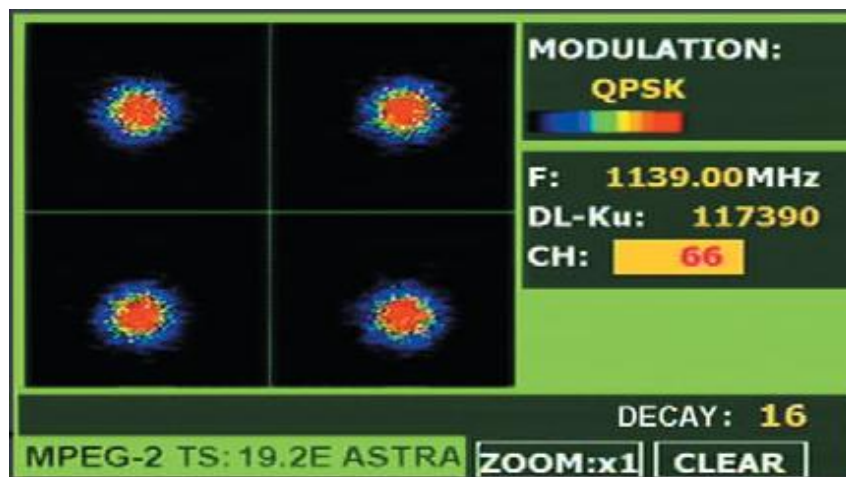 MODULATION:
QPSK
F: 1139.00MHz
DL-Ku: 117390
CH: 66
DECAY: 16
MPEG-2 TS: 19.2E ASTRA ZOOM:x1 CLEAR